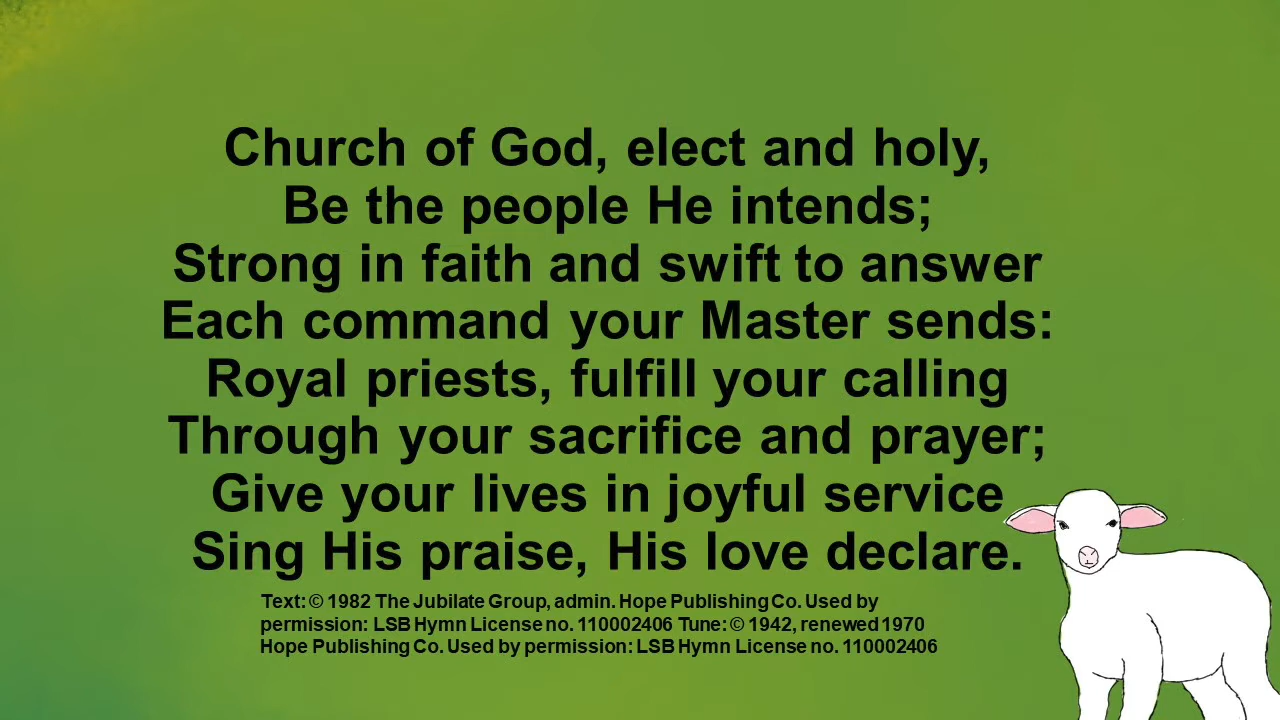 Church of God, elect and holy,
Be the people He intends;
Strong in faith and swift to answer
Each command your Master sends:
Royal priests, fulfill your calling
Through your sacrifice and prayer;
Give your lives in joyful service
Sing His praise, His love declare.
Text: © 1982 The Jubilate Group, admin. Hope Publishing Co. Used by
permission: LSB Hymn License no. 110002406 Tune: © 1942, renewed 1970
Hope Publishing Co. Used by permission: LSB Hymn License no. 110002406